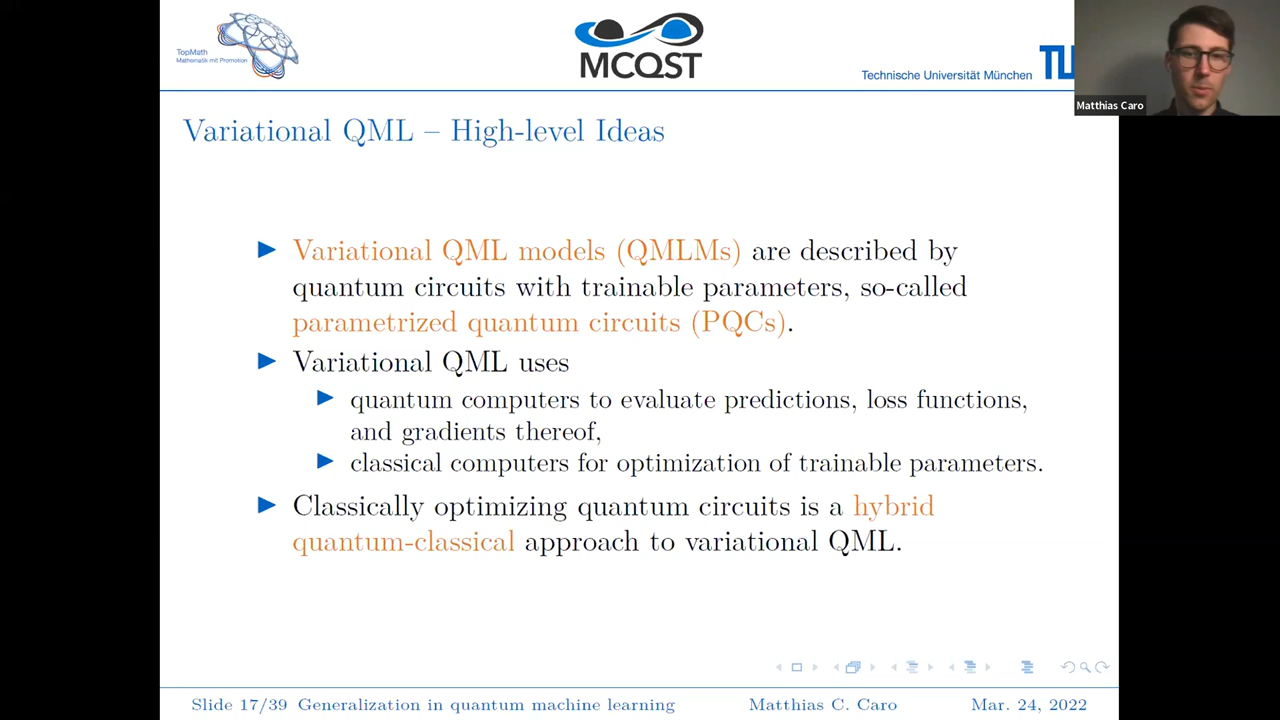 TopMath
Mathematik mit Promotion
MCQST
Technische Universität München
Matthias Caro
Variational QML – High-level Ideas
Variational QML models (QMLMs) are described by
quantum circuits with trainable parameters, so-called
parametrized quantum circuits (PQCs).
Variational QML uses
quantum computers to evaluate predictions, loss functions,
and gradients thereof,
classical computers for optimization of trainable parameters.
Classically optimizing quantum circuits is a hybrid
quantum-classical approach to variational QML.
Slide 17/39 Generalization in quantum machine learning Matthias C. Caro Mar. 24, 2022